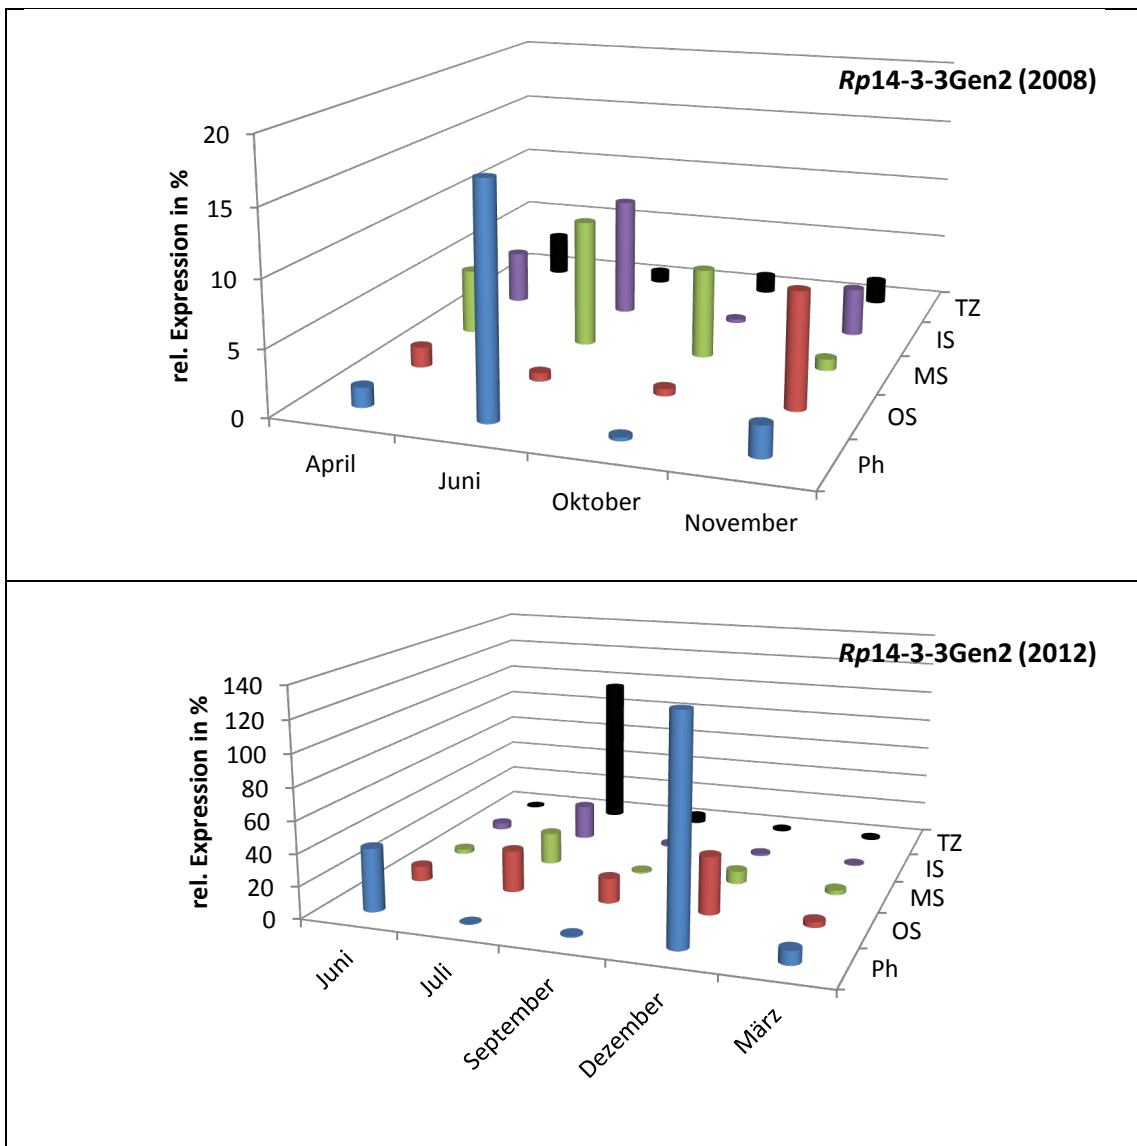 Rp14-3-3Gen2 (2008)
rel. Expression in %
20
15
10
5
0
April
Juni
Oktober
November
TZ
IS
MS
OS
Ph
Rp14-3-3Gen2 (2012)
rel. Expression in %
140
120
100
80
60
40
20
0
Juni
Juli
September
Dezember
März
TZ
IS
MS
OS
Ph